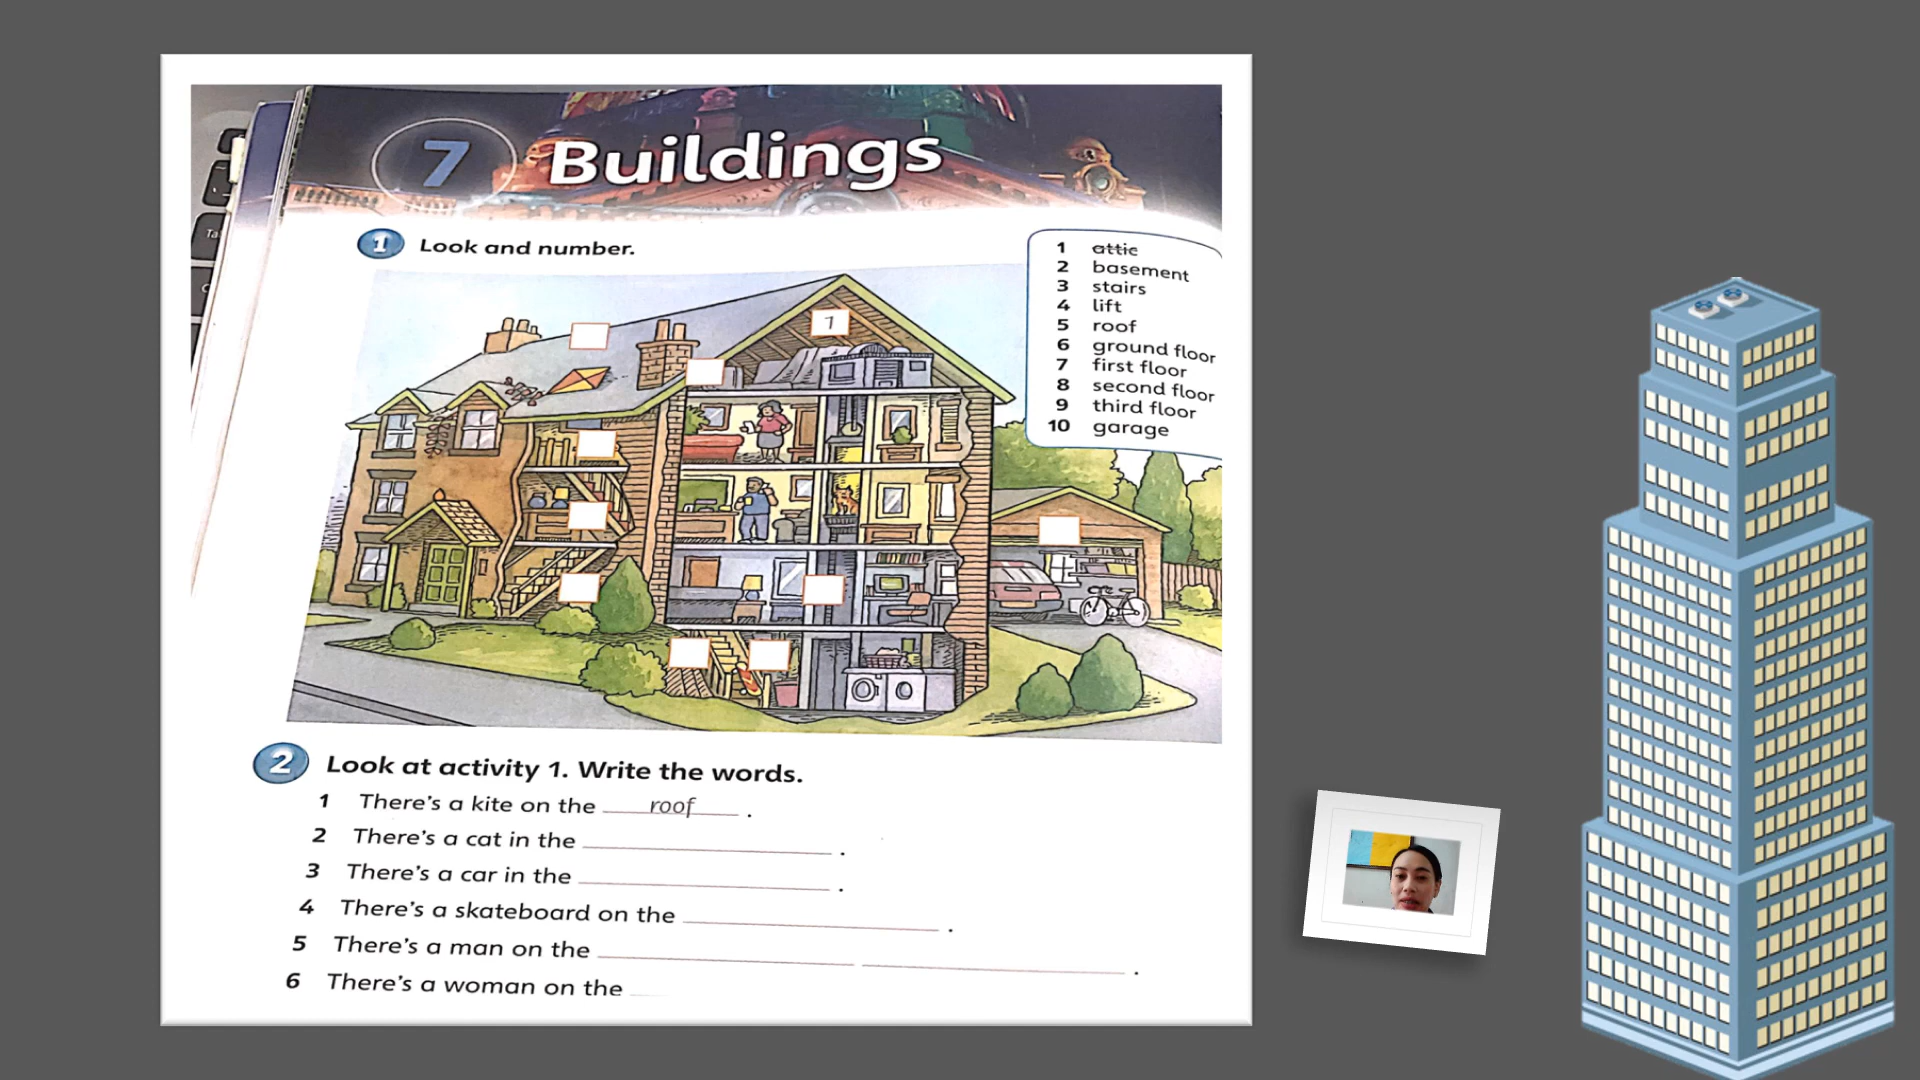 7 Buildings
1 Look and number.
1 attic
2 basement
3 stairs
4 lift
5 roof
6 ground floor
7 first floor
8 second floor
9 third floor
10 garage
1
2 Look at activity 1. Write the words.
1 There's a kite on the roof .
2 There's a cat in the .
3 There's a car in the .
4 There's a skateboard on the .
5 There's a man on the .
6 There's a woman on the